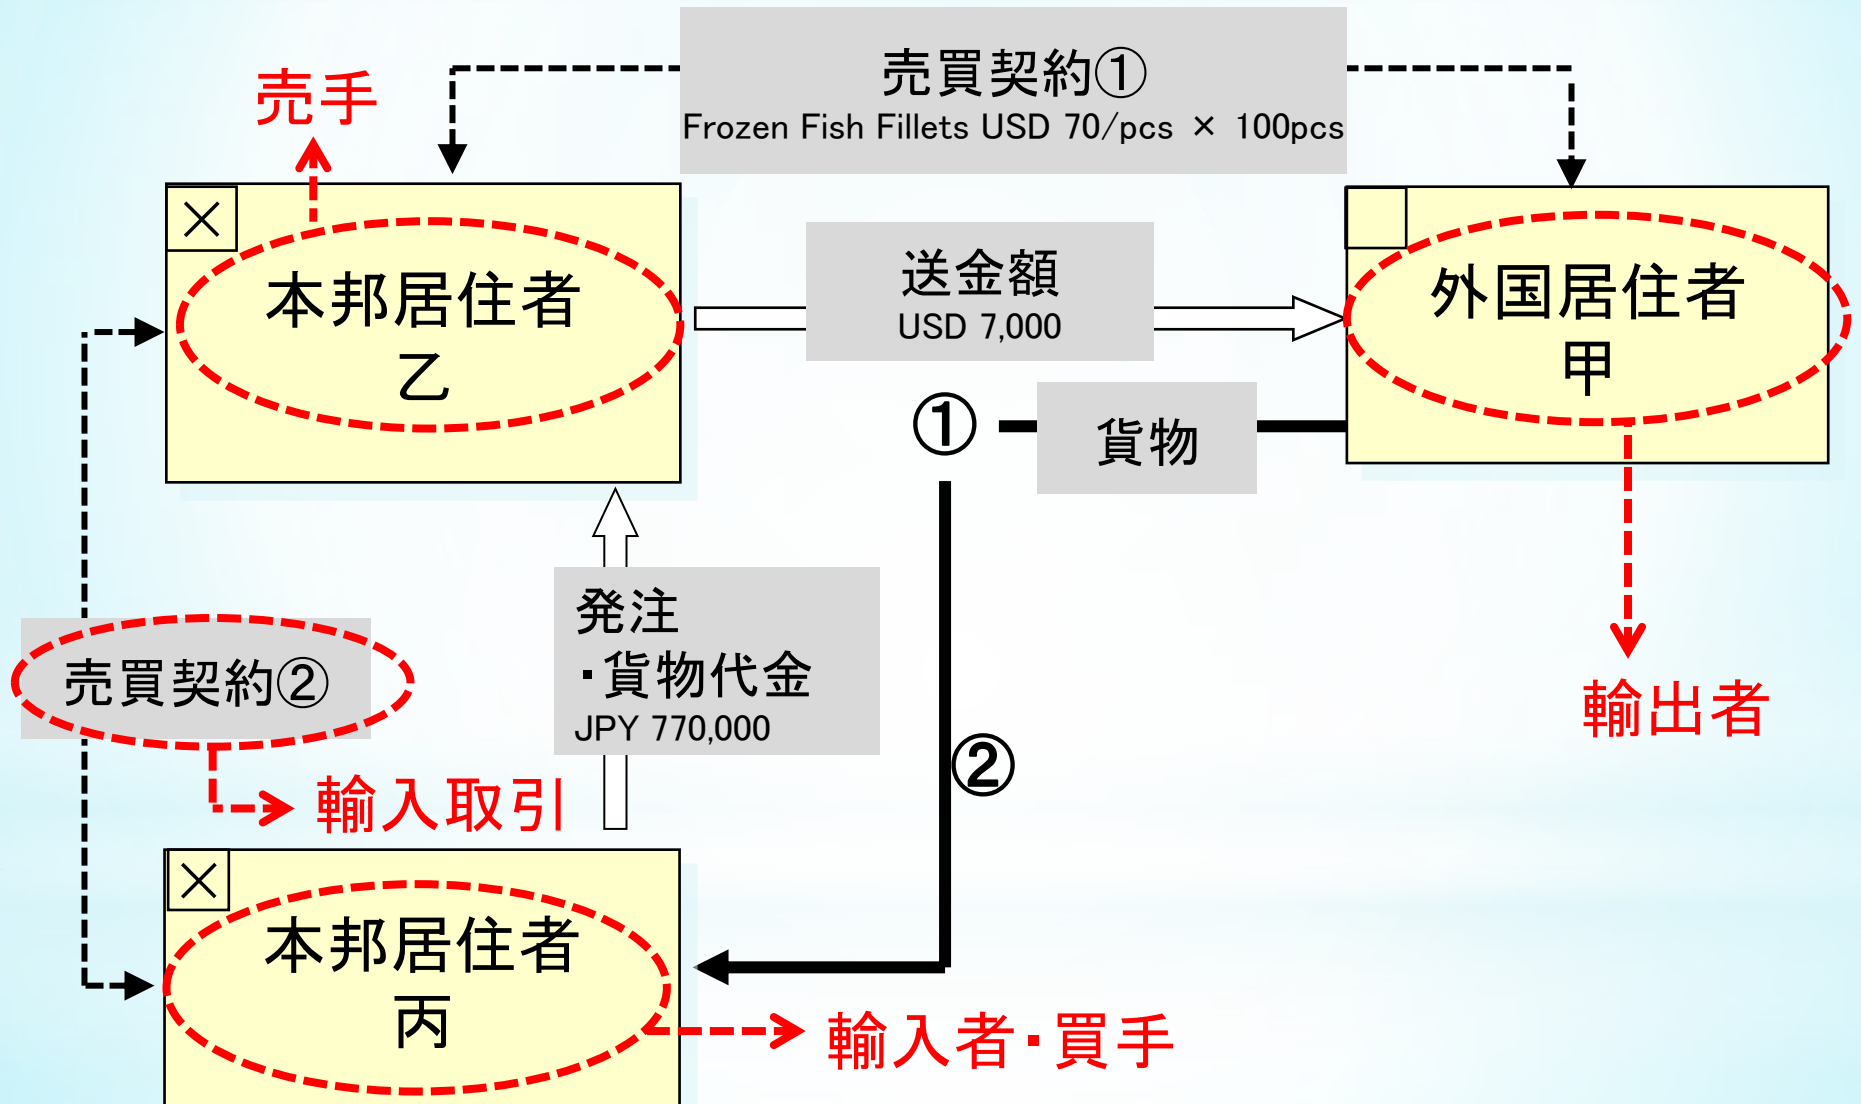 売買契約①
Frozen Fish Fillets USD 70/pcs × 100pcs
売手
×
本邦居住者
乙
送金額
USD 7,000
外国居住者
甲
①
貨物
発注
・貨物代金
JPY 770,000
売買契約②
輸入取引
②
輸出者
×
本邦居住者
丙
輸入者・買手